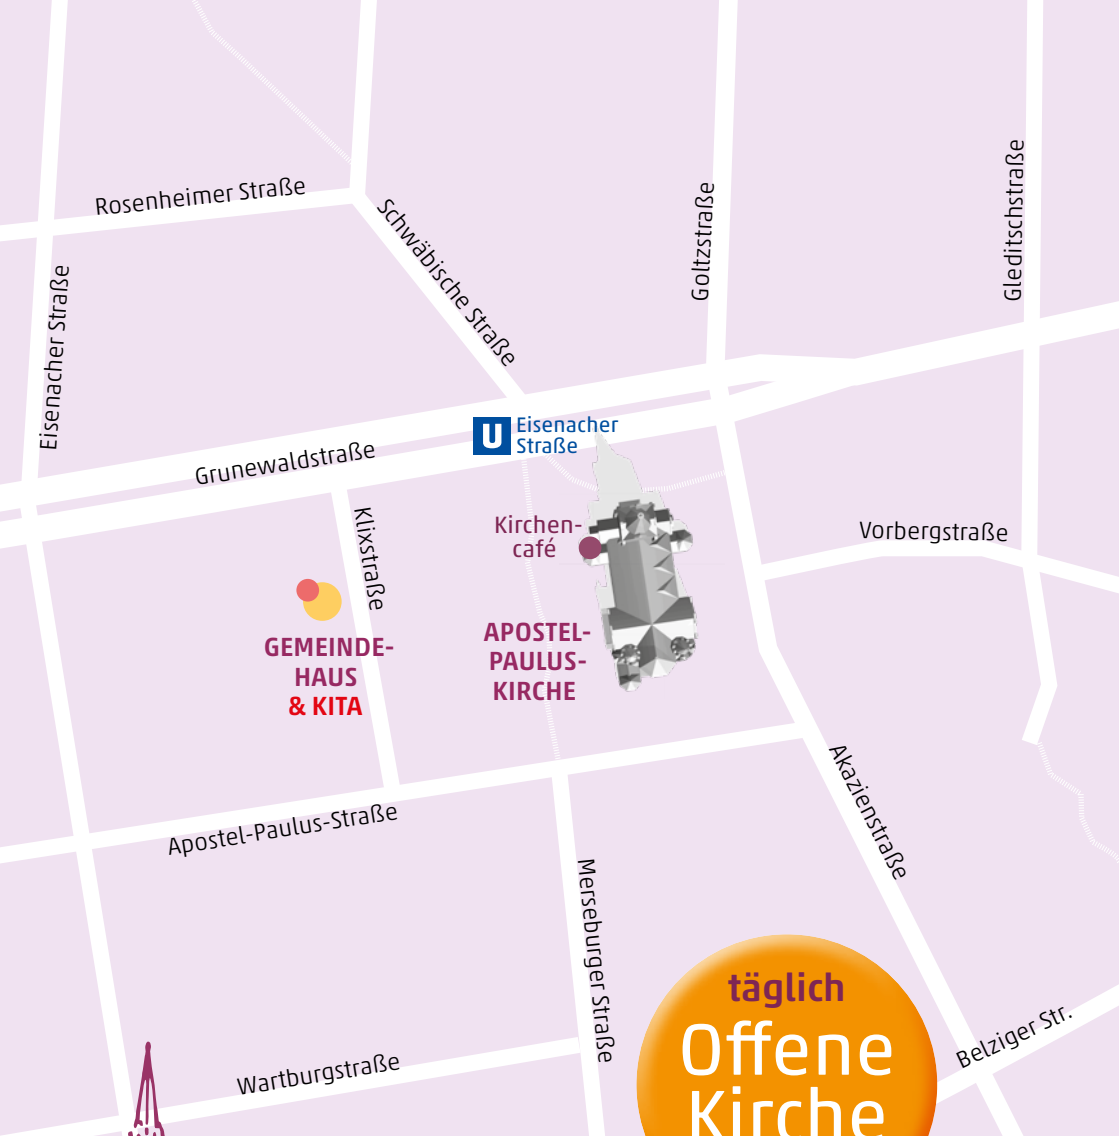 Rosenheimer Straße
Schwäbische Straße
Goltzstraße
Gleditschstraße
Eisenacher Straße
U
Eisenacher
Straße
Grunewaldstraße
Klixstraße
Kirchen-
café
Vorbergstraße
GEMEINDE-
HAUS
& KITA
APOSTEL-
PAULUS-
KIRCHE
Apostel-Paulus-Straße
Akazienstraße
Merseburger Straße
täglich
Offene
Kirche
Belziger Str.
Wartburgstraße